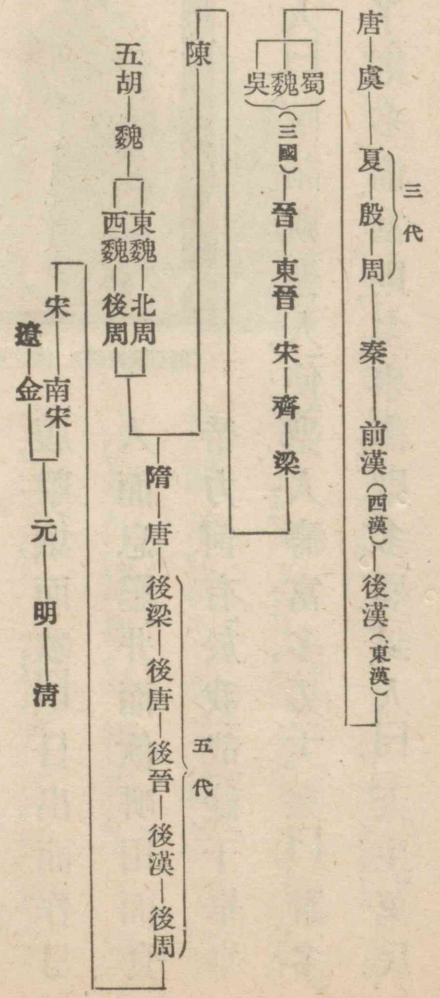 唐 虞 夏 殷 周 秦 前漢(西漢) 後漢(東漢)
三代
蜀 魏 吳
(三國) 晉 東晉 宋 齊 梁
陳
五胡 魏
東魏 北周
西魏 後周
隋 唐 後梁 後唐 後晉 後漢 後周
五代
宋 南宋
遼 金
元 明 清